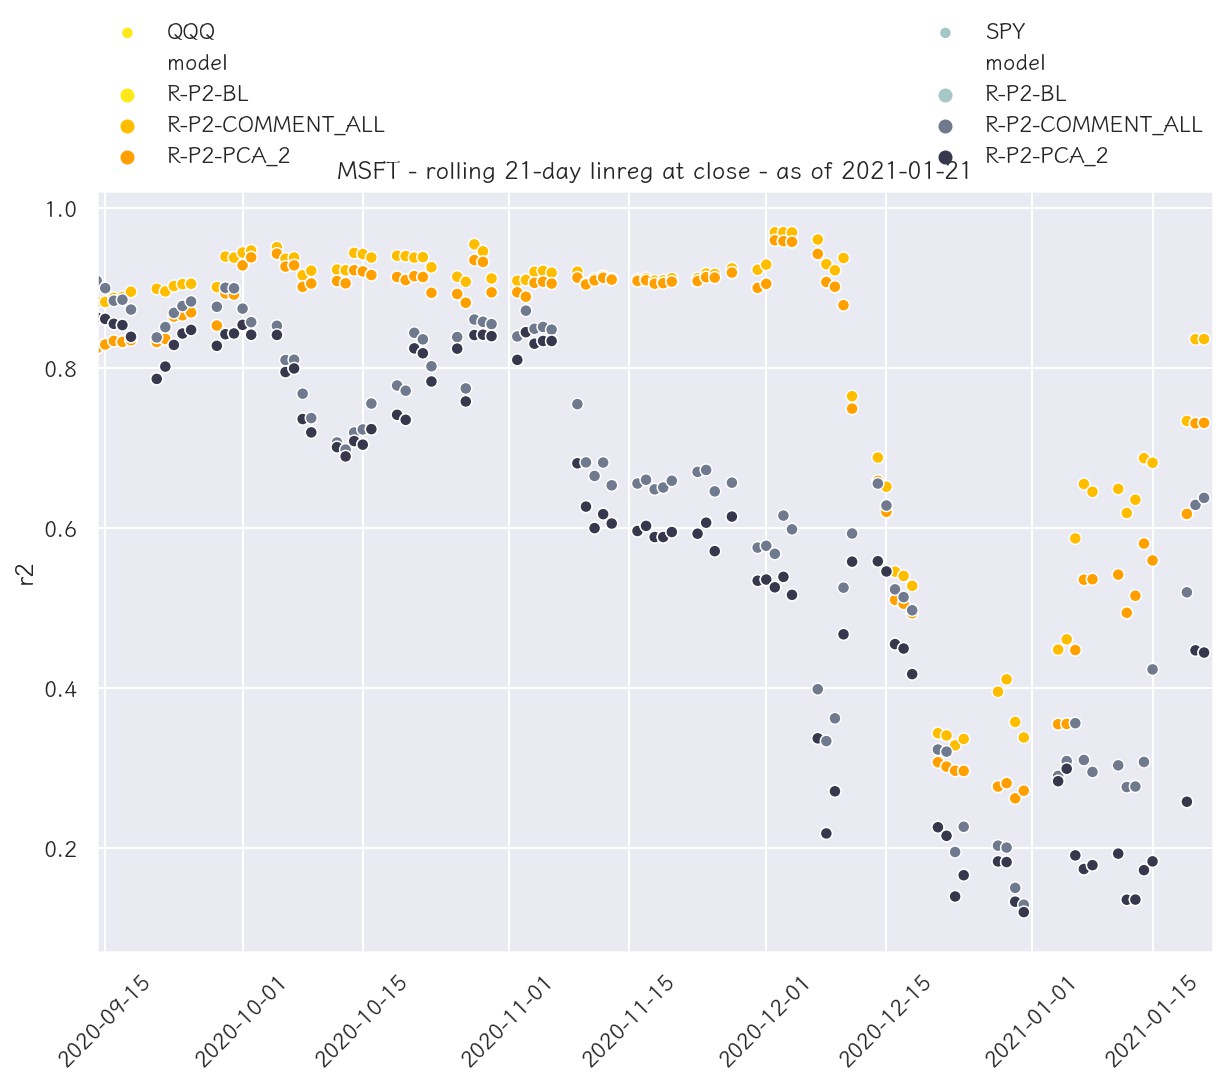 QQQ
model
R-P2-BL
R-P2-COMMENT_ALL
R-P2-PCA_2
SPY
model
R-P2-BL
R-P2-COMMENT_ALL
R-P2-PCA_2
MSFT - rolling 21-day linreg at close - as of 2021-01-21
1.0
0.8
0.6
0.4
0.2
r2
2020-09-15
2020-10-01
2020-10-15
2020-11-01
2020-11-15
2020-12-01
2020-12-15
2021-01-01
2021-01-15